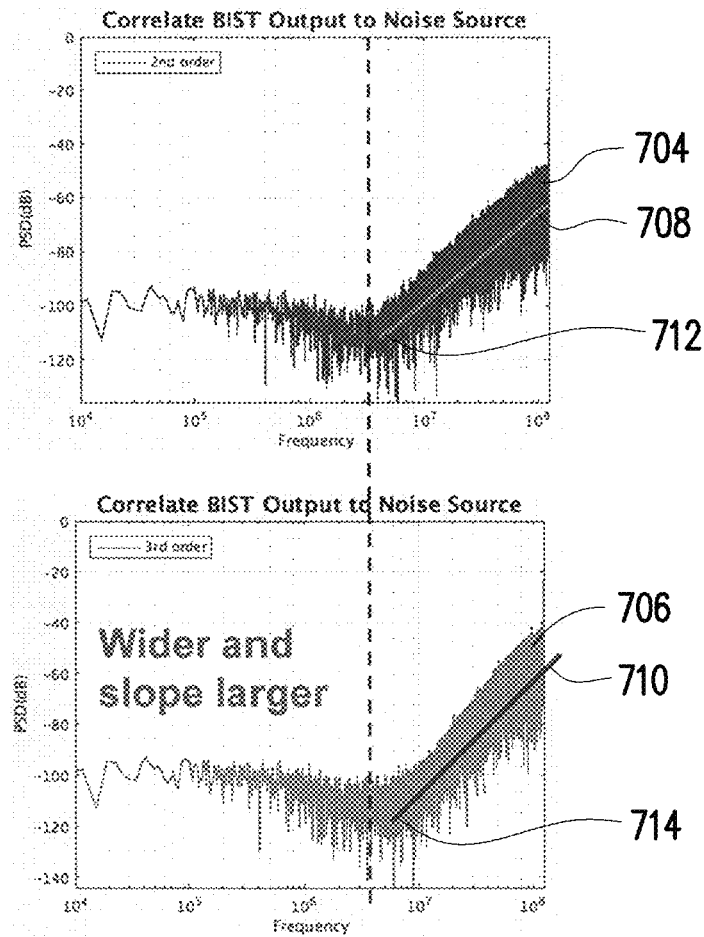 Correlate BIST Output to Noise Source
0
2nd order
-20
-40
-60
-80
-100
-120
PSD(dB)
704
708
712
10⁴ 10⁵ 10⁶ 10⁷ 10⁸
Frequency
Correlate BIST Output to Noise Source
0
3rd order
-20
-40
-60
-80
-100
-120
-140
PSD(dB)
Wider and
slope larger
706
710
714
10⁴ 10⁵ 10⁶ 10⁷ 10⁸
Frequency